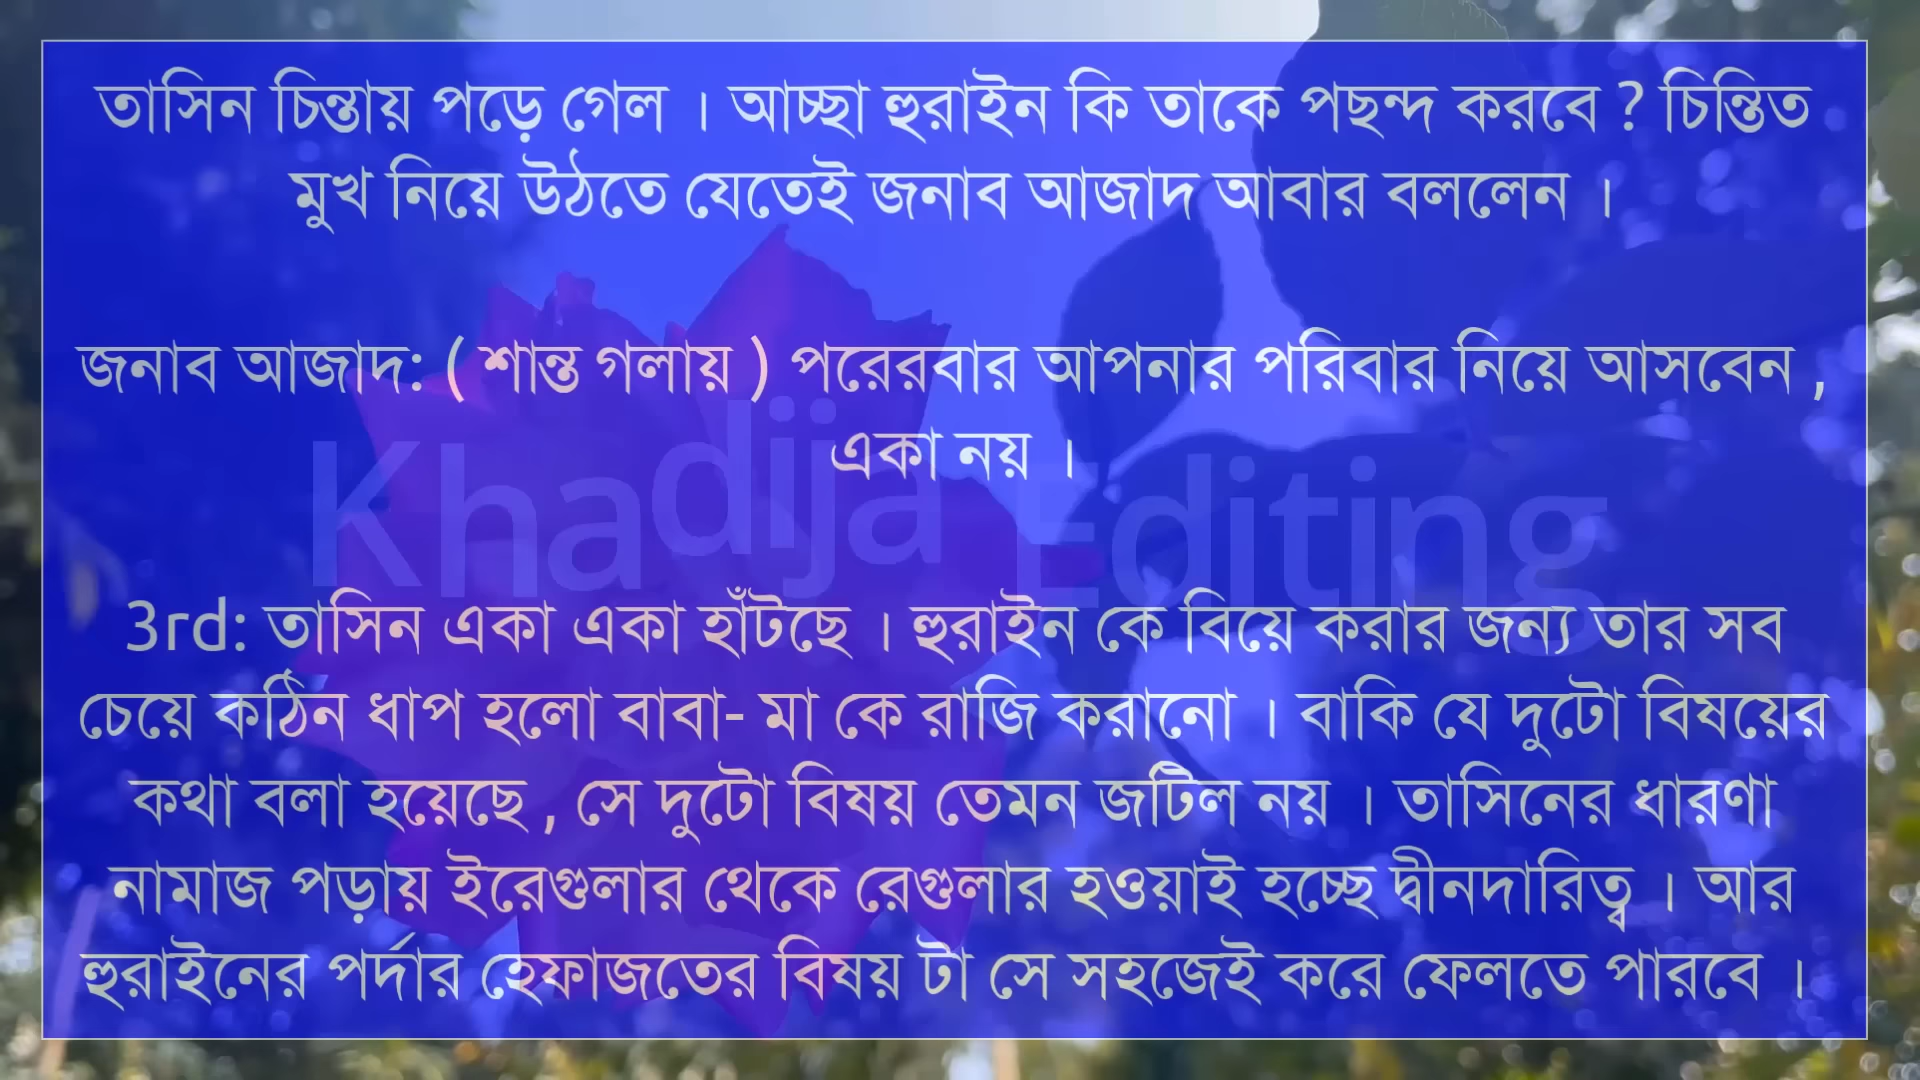 তাসিন চিন্তায় পড়ে গেল । আচ্ছা হুরাইন কি তাকে পছন্দ করবে ? চিন্তিত
মুখ নিয়ে উঠতে যেতেই জনাব আজাদ আবার বললেন ।
জনাব আজাদ: ( শান্ত গলায় ) পরেরবার আপনার পরিবার নিয়ে আসবেন ,
একা নয় ।
Khadija Editing
3rd: তাসিন একা একা হাঁটছে । হুরাইন কে বিয়ে করার জন্য তার সব
চেয়ে কঠিন ধাপ হলো বাবা- মা কে রাজি করানো । বাকি যে দুটো বিষয়ের
কথা বলা হয়েছে , সে দুটো বিষয় তেমন জটিল নয় । তাসিনের ধারণা
নামাজ পড়ায় ইরেগুলার থেকে রেগুলার হওয়াই হচ্ছে দ্বীনদারিত্ব । আর
হুরাইনের পর্দার হেফাজতের বিষয় টা সে সহজেই করে ফেলতে পারবে ।